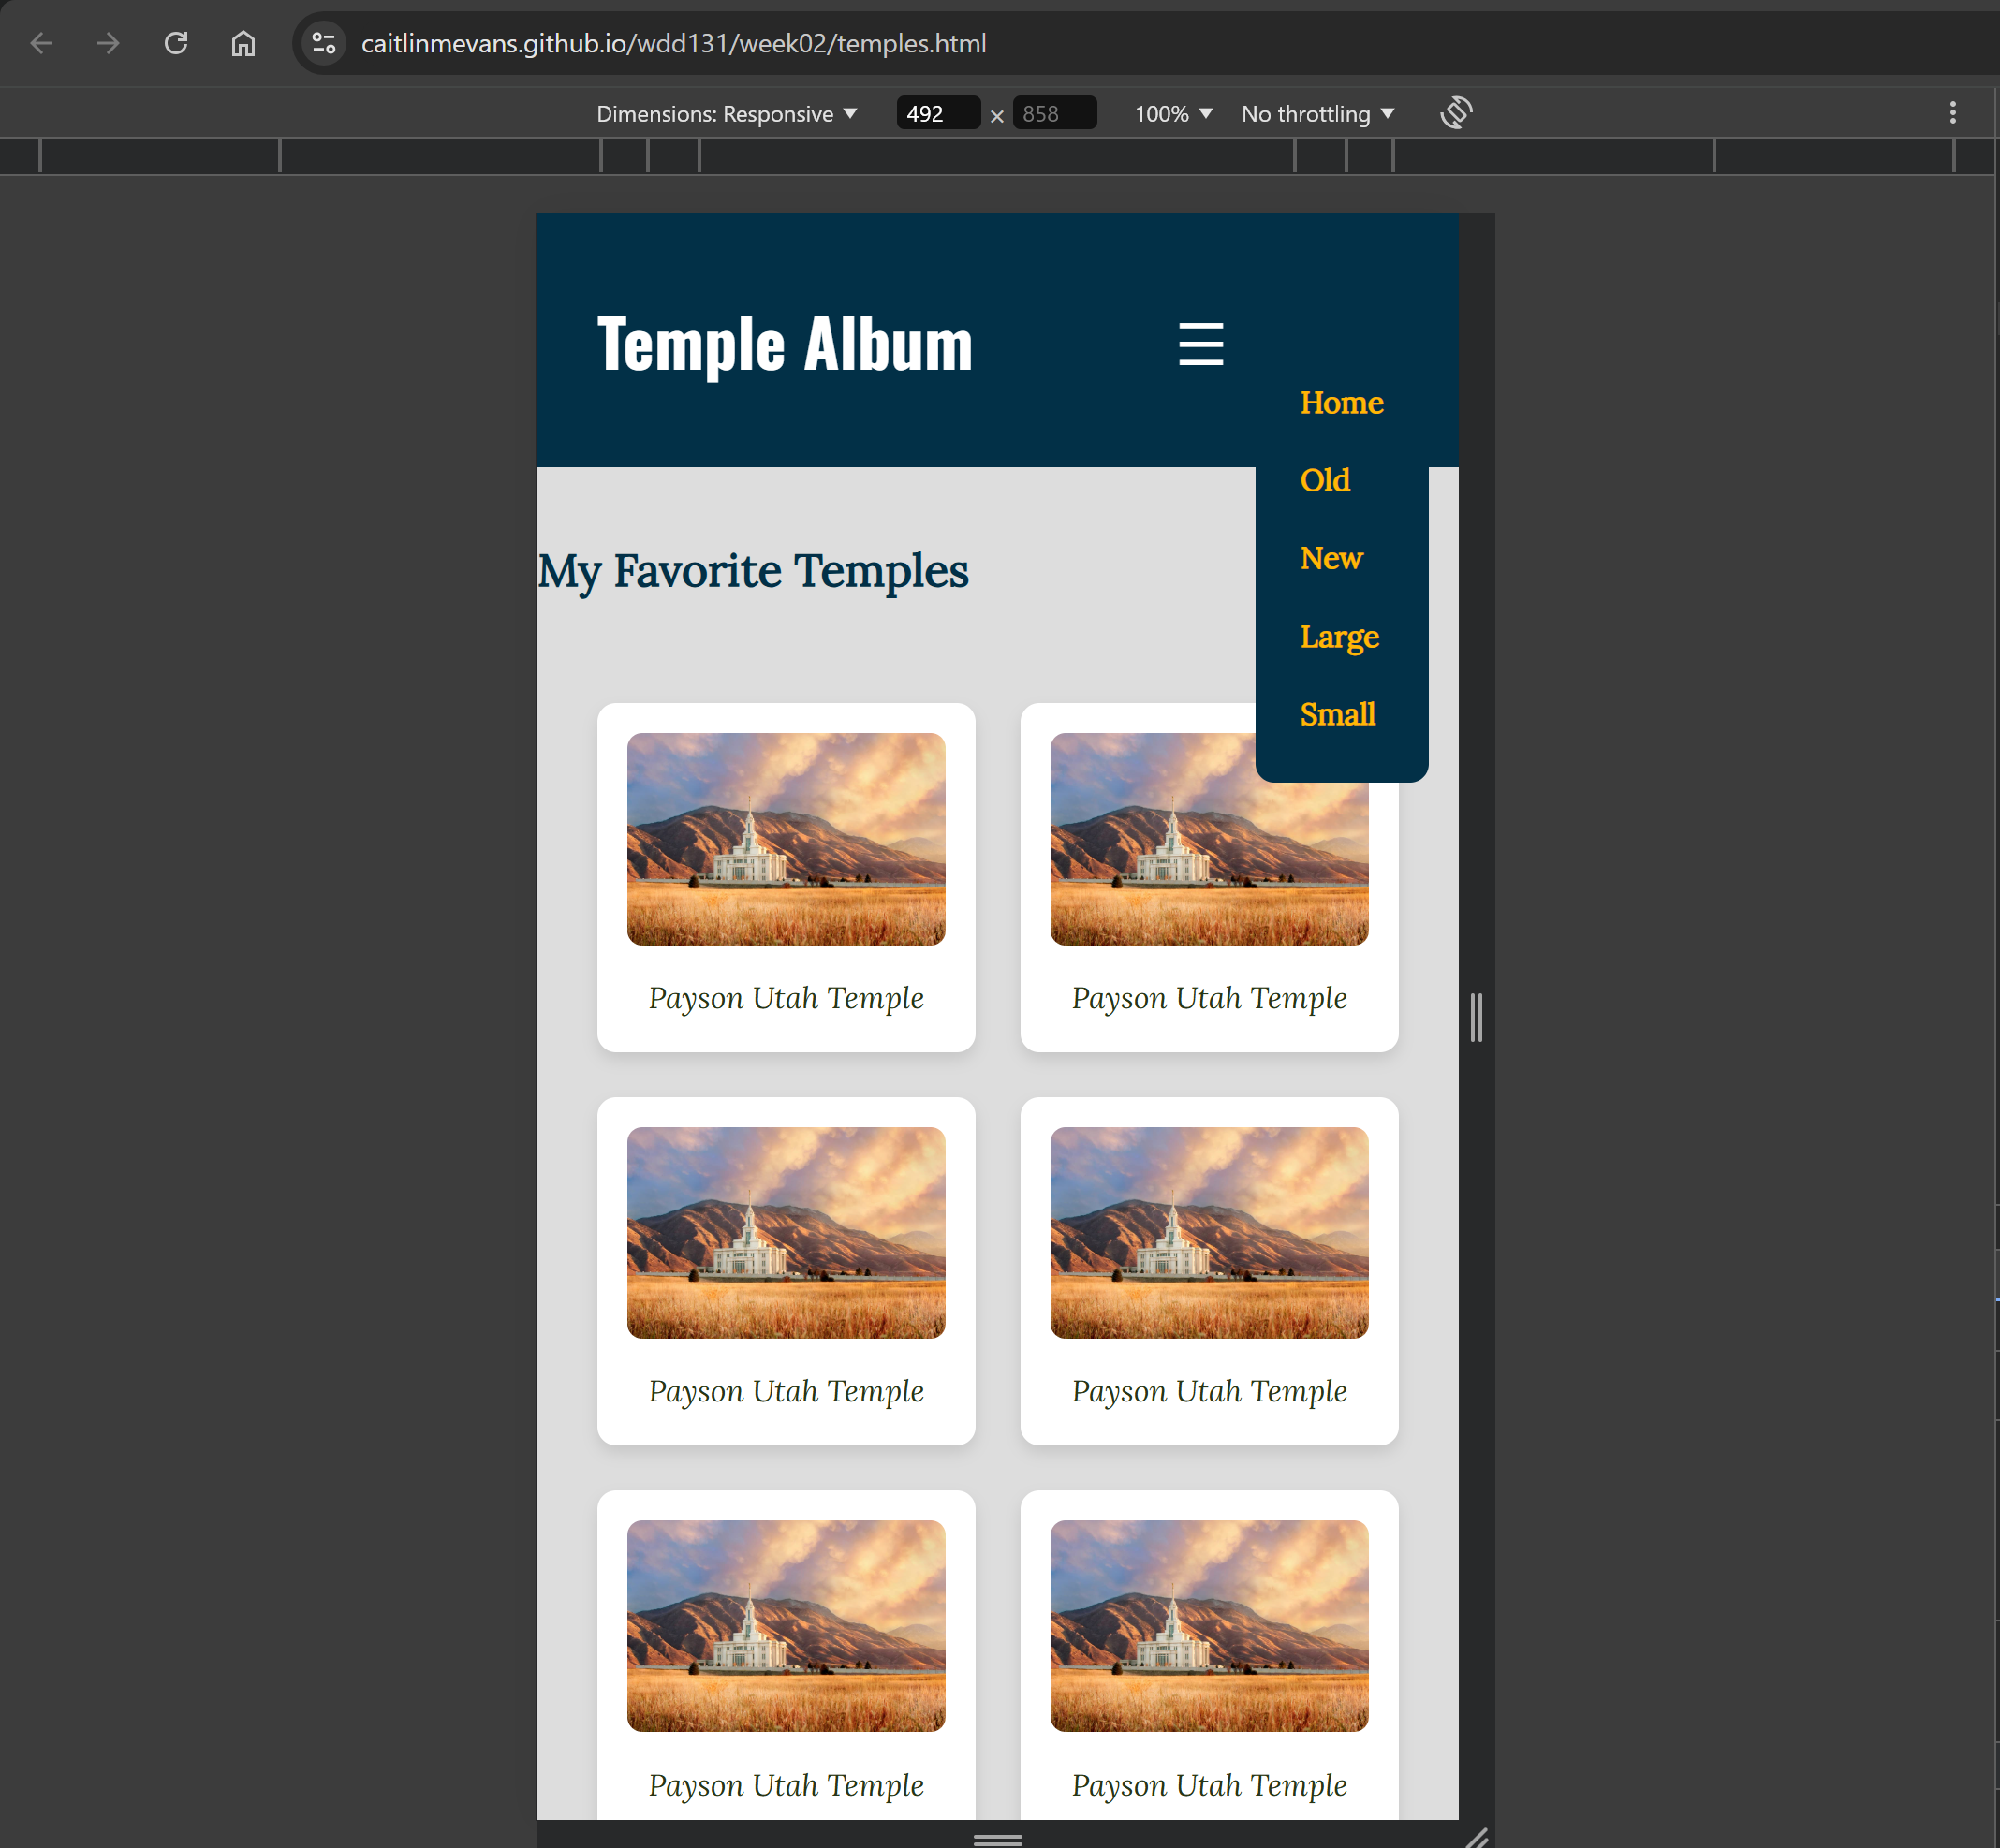 caitlinmevans.github.io/wdd131/week02/temples.html
Dimensions: Responsive 492 × 858 100% No throttling
Temple Album
Home
Old
New
Large
Small
My Favorite Temples
Payson Utah Temple Payson Utah Temple
Payson Utah Temple Payson Utah Temple
Payson Utah Temple Payson Utah Temple